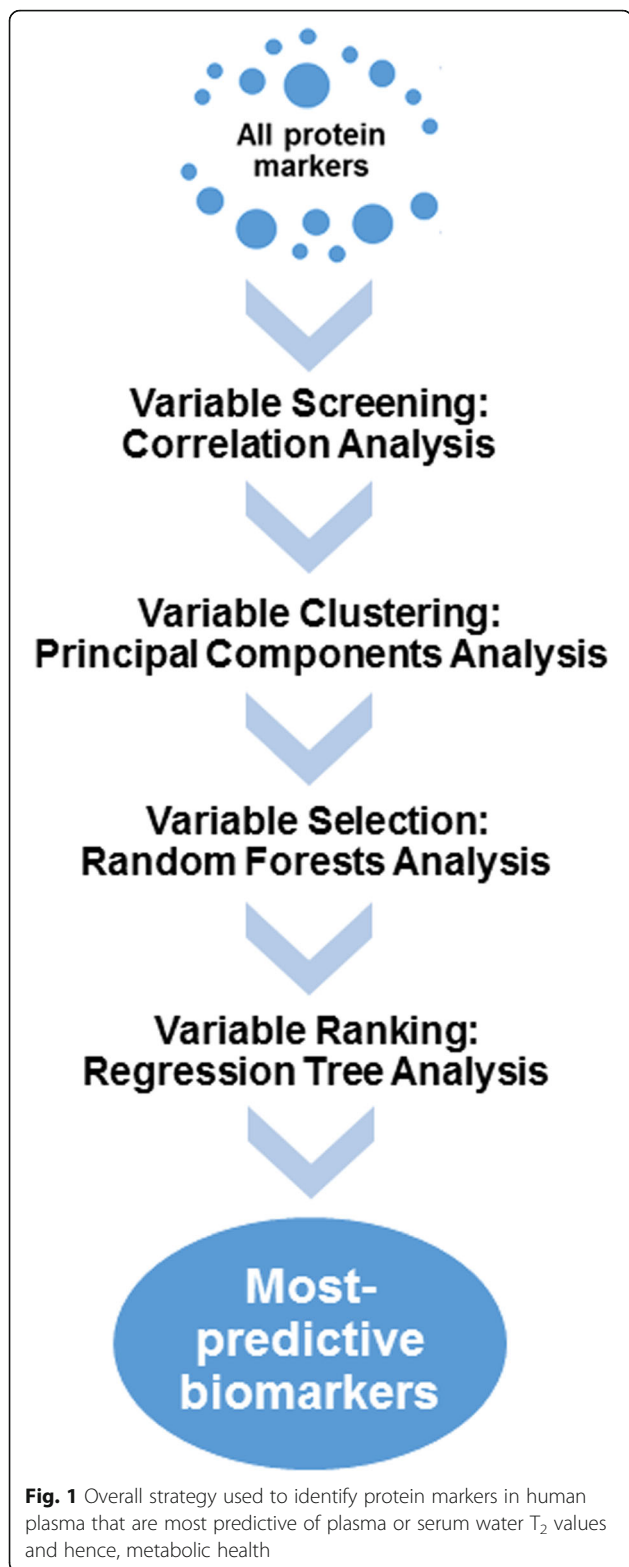 All protein
markers
Variable Screening:
Correlation Analysis
Variable Clustering:
Principal Components Analysis
Variable Selection:
Random Forests Analysis
Variable Ranking:
Regression Tree Analysis
Most-
predictive
biomarkers
Fig. 1 Overall strategy used to identify protein markers in human
plasma that are most predictive of plasma or serum water T₂ values
and hence, metabolic health